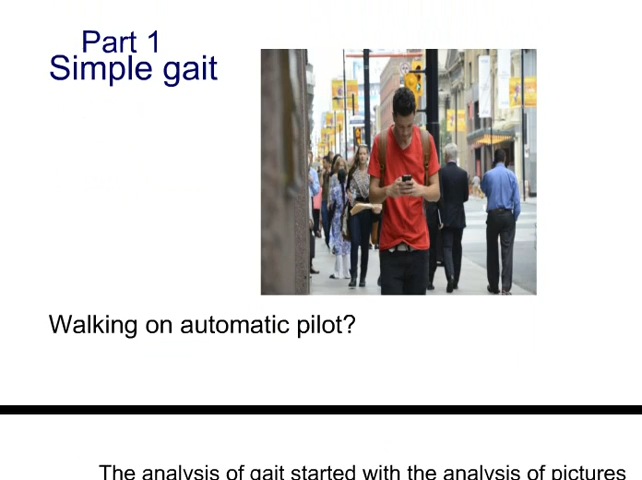 Part 1
Simple gait
Walking on automatic pilot?
The analysis of gait started with the analysis of pictures